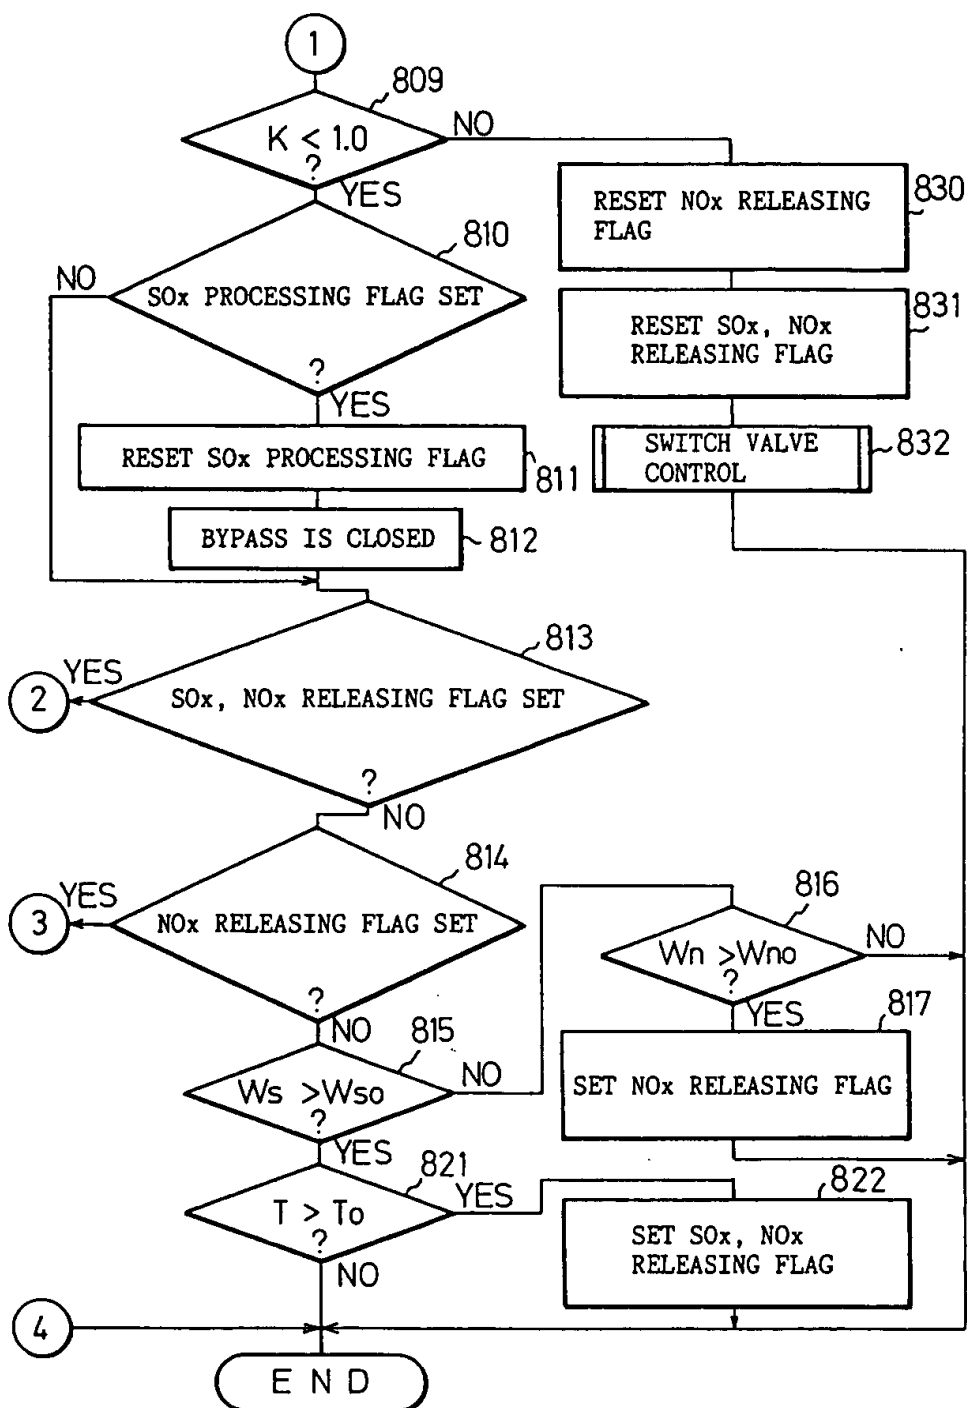 1
809
K < 1.0
?
NO
YES
830
RESET NOx RELEASING
FLAG
810
NO
SOx PROCESSING FLAG SET
?
YES
831
RESET SOx, NOx
RELEASING FLAG
RESET SOx PROCESSING FLAG
811
832
SWITCH VALVE
CONTROL
BYPASS IS CLOSED
812
813
YES
2
SOx, NOx RELEASING FLAG SET
?
NO
814
YES
3
NOx RELEASING FLAG SET
?
NO
815
Ws >Wso
?
NO
YES
816
Wn >Wno
?
NO
YES
817
SET NOx RELEASING FLAG
821
T > To
?
YES
NO
822
SET SOx, NOx
RELEASING FLAG
4
END